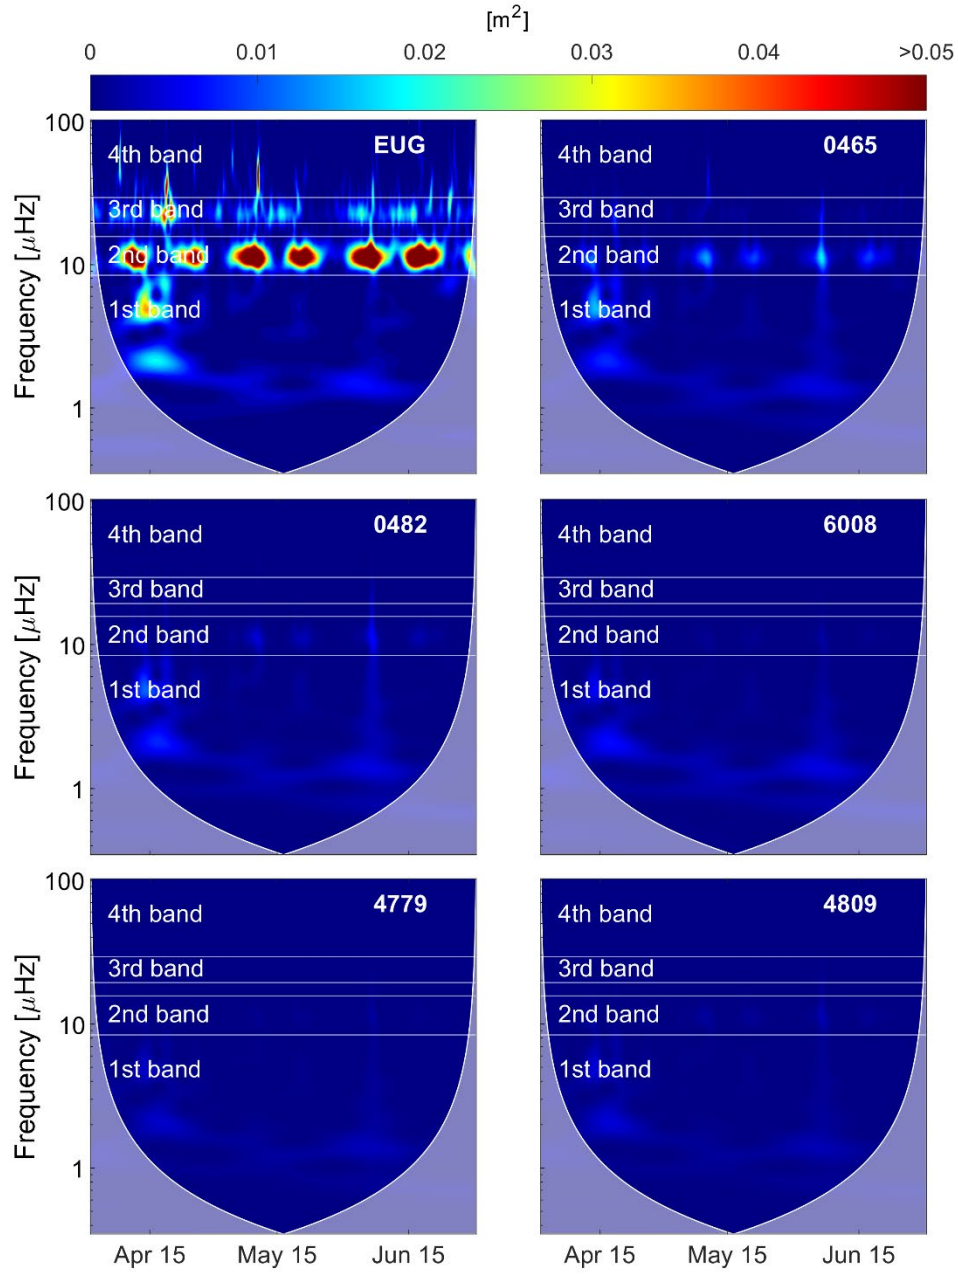 [m²]
0 0.01 0.02 0.03 0.04 >0.05
100
10
1
Frequency [μHz]
4th band
EUG
3rd band
2nd band
1st band
4th band
0465
3rd band
2nd band
1st band
100
10
1
Frequency [μHz]
4th band
0482
3rd band
2nd band
1st band
4th band
6008
3rd band
2nd band
1st band
100
10
1
Frequency [μHz]
4th band
4779
3rd band
2nd band
1st band
4th band
4809
3rd band
2nd band
1st band
Apr 15 May 15 Jun 15
Apr 15 May 15 Jun 15